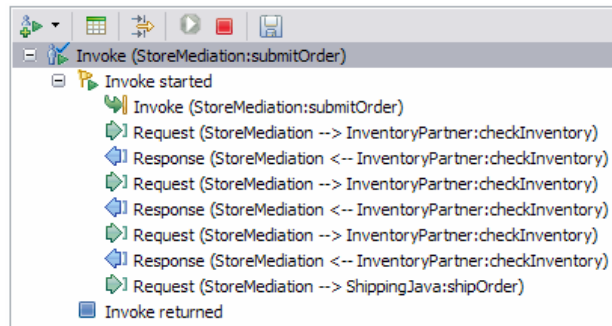 Invoke (StoreMediation:submitOrder)
Invoke started
Invoke (StoreMediation:submitOrder)
Request (StoreMediation --> InventoryPartner:checkInventory)
Response (StoreMediation <-- InventoryPartner:checkInventory)
Request (StoreMediation --> InventoryPartner:checkInventory)
Response (StoreMediation <-- InventoryPartner:checkInventory)
Request (StoreMediation --> InventoryPartner:checkInventory)
Response (StoreMediation <-- InventoryPartner:checkInventory)
Request (StoreMediation --> ShippingJava:shipOrder)
Invoke returned